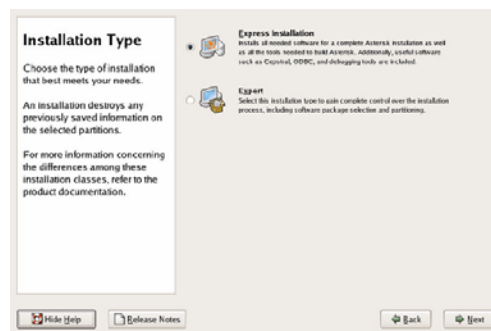 Installation Type
Choose the type of installation
that best meets your needs.
An installation destroys any
previously saved information on
the selected partitions.
For more information concerning
the differences among these
installation classes, refer to the
product documentation.
Express Installation
Installs all needed software for a complete Asterisk installation as well
as all the tools needed to build Asterisk. Additionally, useful software
such as Cepstral, ODBC, and debugging tools are included.
Expert
Select this installation type to gain complete control over the installation
process, including software package selection and partitioning.
Hide Help
Release Notes
Back
Next